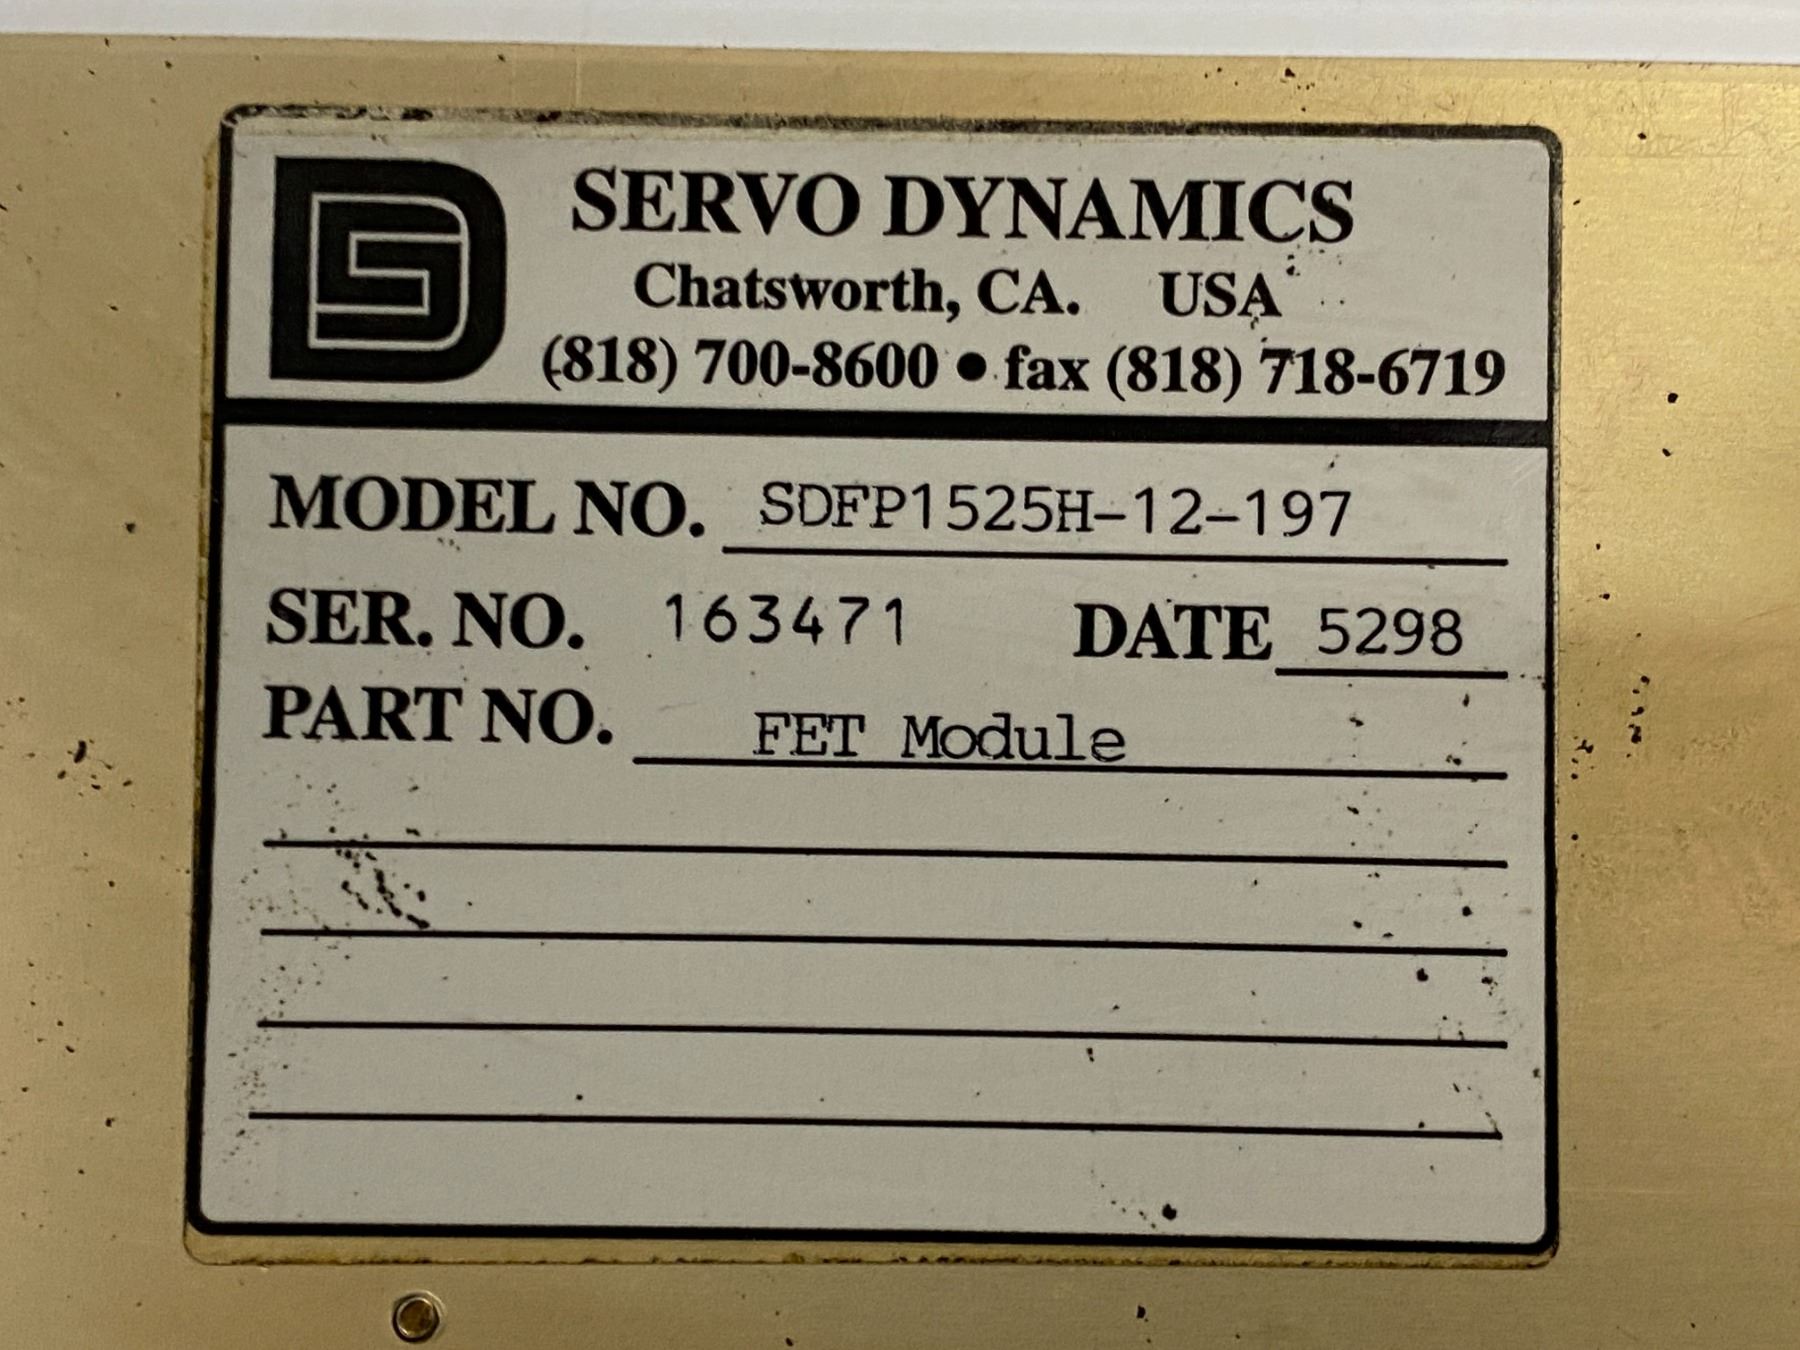 SD SERVO DYNAMICS
Chatsworth, CA. USA
(818) 700-8600 • fax (818) 718-6719
MODEL NO. SDFP1525H-12-197
SER. NO. 163471 DATE 5298
PART NO. FET Module